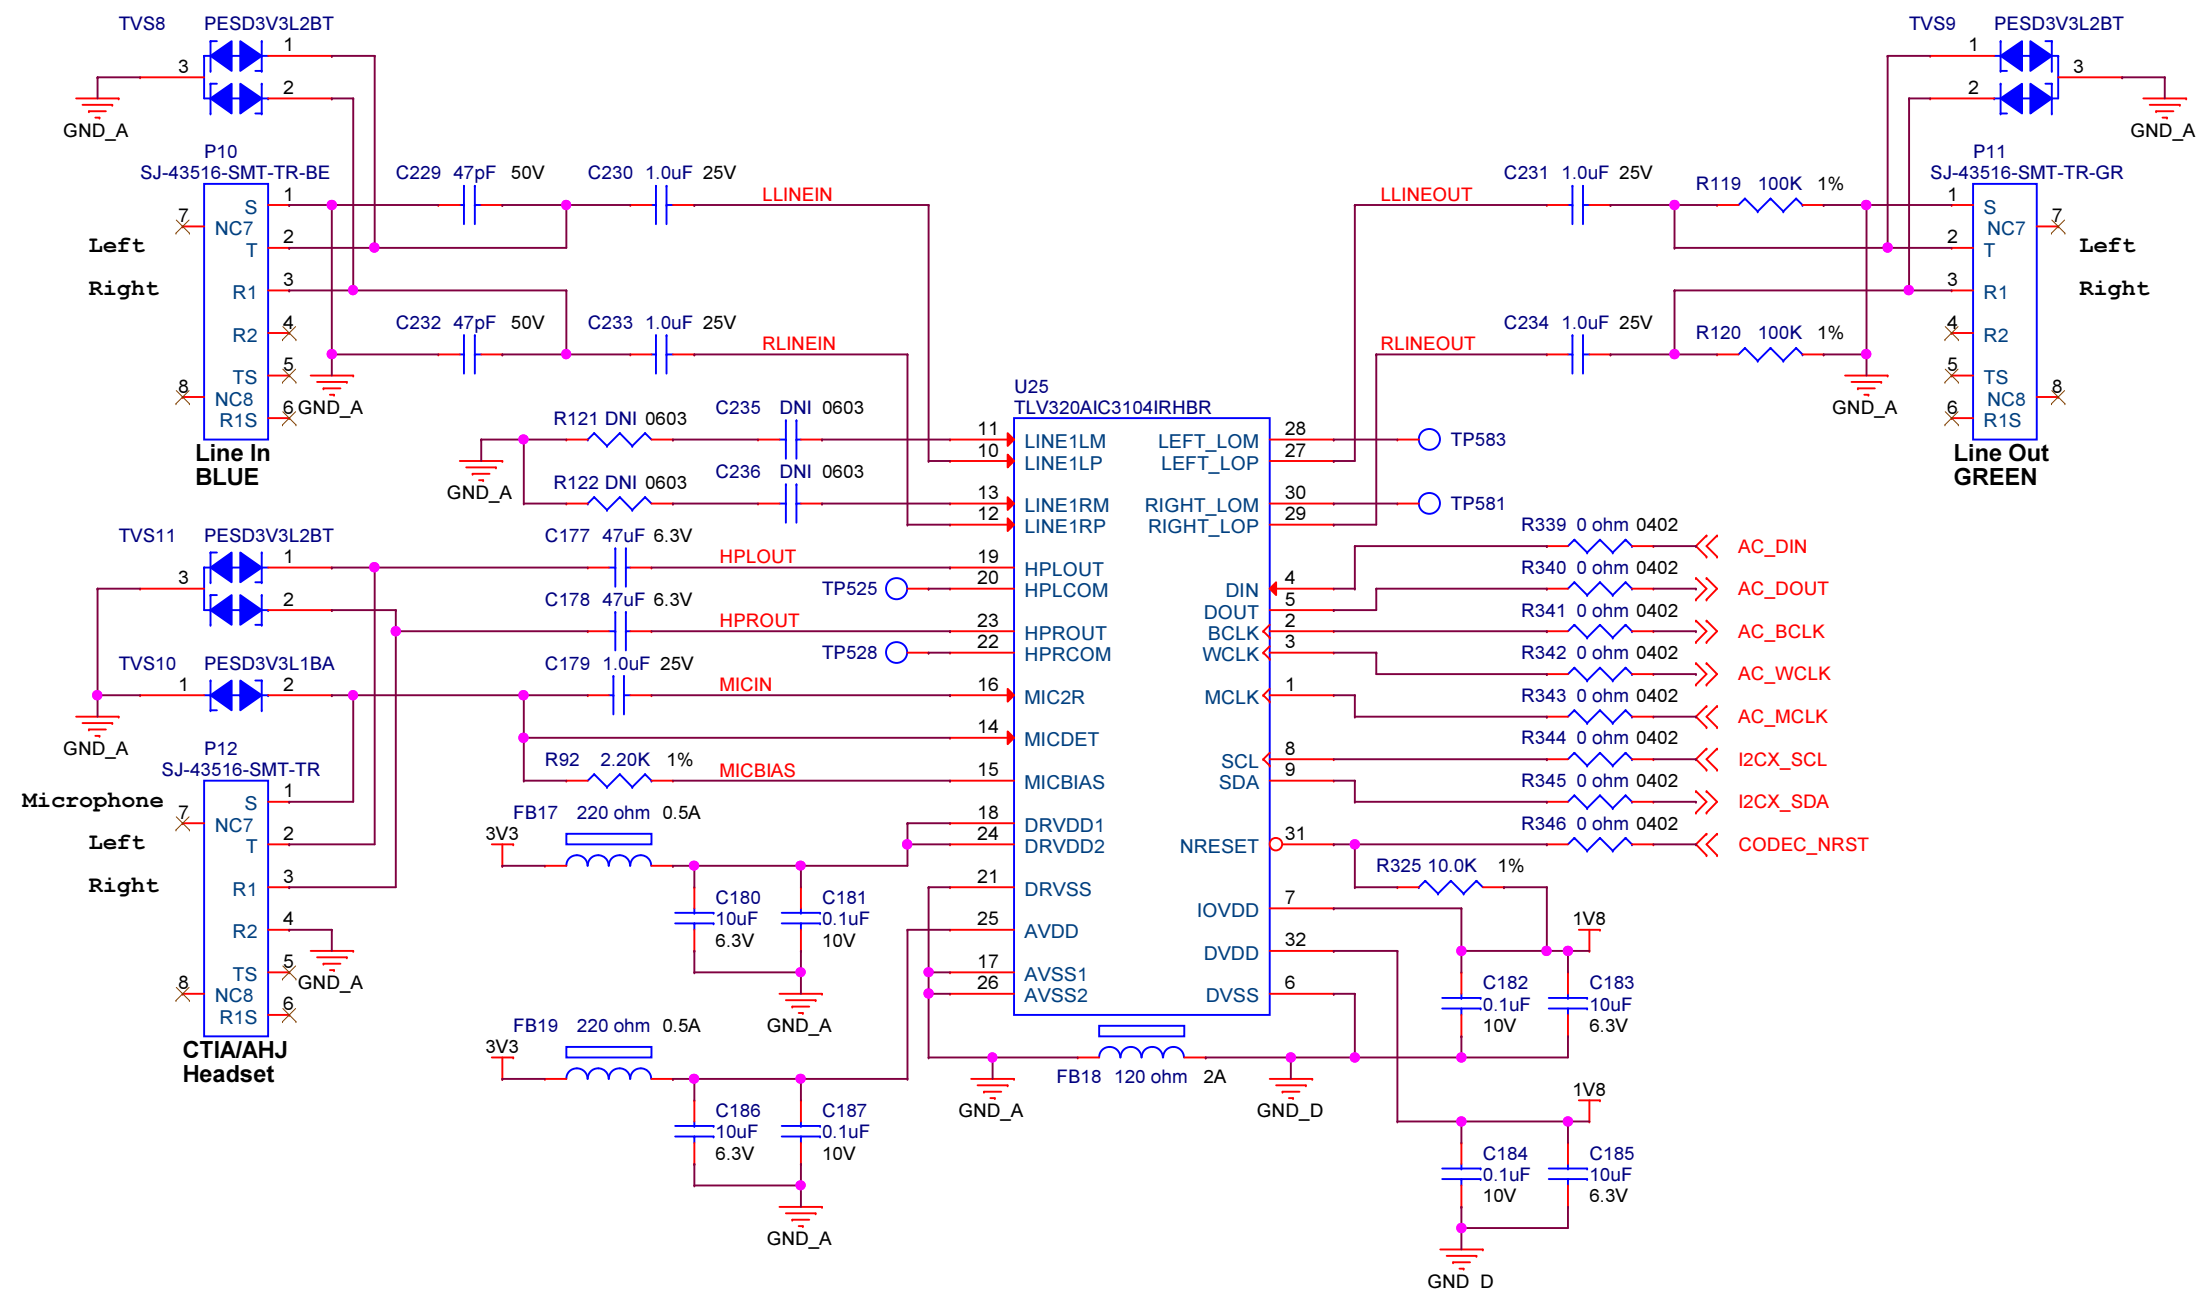 TVS8 PESD3V3L2BT
1
3
2
GND_A
P10
SJ-43516-SMT-TR-BE
S 1
7 NC7
Left T 2
Right R1 3
R2 4
TS 5
8 NC8
R1S 6
GND_A
Line In
BLUE
C229 47pF 50V
C230 1.0uF 25V
LLINEIN
C232 47pF 50V
C233 1.0uF 25V
RLINEIN
R121 DNI 0603
C235 DNI 0603
R122 DNI 0603
C236 DNI 0603
GND_A
TVS11 PESD3V3L2BT
1
3
2
C177 47uF 6.3V
HPLOUT
TP525
C178 47uF 6.3V
HPROUT
TP528
TVS10 PESD3V3L1BA
1 2
GND_A
C179 1.0uF 25V
MICIN
R92 2.20K 1%
MICBIAS
P12
SJ-43516-SMT-TR
Microphone S 1
7 NC7
Left T 2
Right R1 3
R2 4
TS 5
8 NC8
R1S 6
GND_A
CTIA/AHJ
Headset
FB17 220 ohm 0.5A
3V3
C180
10uF
6.3V
C181
0.1uF
10V
GND_A
FB19 220 ohm 0.5A
3V3
C186
10uF
6.3V
C187
0.1uF
10V
GND_A
U25
TLV320AIC3104IRHBR
11 LINE1LM
10 LINE1LP
13 LINE1RM
12 LINE1RP
19 HPLOUT
20 HPLCOM
23 HPROUT
22 HPRCOM
16 MIC2R
14 MICDET
15 MICBIAS
18 DRVDD1
24 DRVDD2
21 DRVSS
25 AVDD
17 AVSS1
26 AVSS2
LEFT_LOM 28
LEFT_LOP 27
RIGHT_LOM 30
RIGHT_LOP 29
DIN 4
DOUT 5
BCLK 2
WCLK 3
MCLK 1
SCL 8
SDA 9
NRESET 31
IOVDD 7
DVDD 32
DVSS 6
GND_A
FB18 120 ohm 2A
GND_D
TP583
TP581
LLINEOUT
C231 1.0uF 25V
R119 100K 1%
RLINEOUT
C234 1.0uF 25V
R120 100K 1%
GND_A
TVS9 PESD3V3L2BT
1
3
2
GND_A
P11
SJ-43516-SMT-TR-GR
1 S
NC7 7
2 T Left
3 R1 Right
4 R2
5 TS
NC8 8
6 R1S
Line Out
GREEN
R339 0 ohm 0402
AC_DIN
R340 0 ohm 0402
AC_DOUT
R341 0 ohm 0402
AC_BCLK
R342 0 ohm 0402
AC_WCLK
R343 0 ohm 0402
AC_MCLK
R344 0 ohm 0402
I2CX_SCL
R345 0 ohm 0402
I2CX_SDA
R346 0 ohm 0402
CODEC_NRST
R325 10.0K 1%
1V8
C182
0.1uF
10V
C183
10uF
6.3V
1V8
C184
0.1uF
10V
C185
10uF
6.3V
GND_D